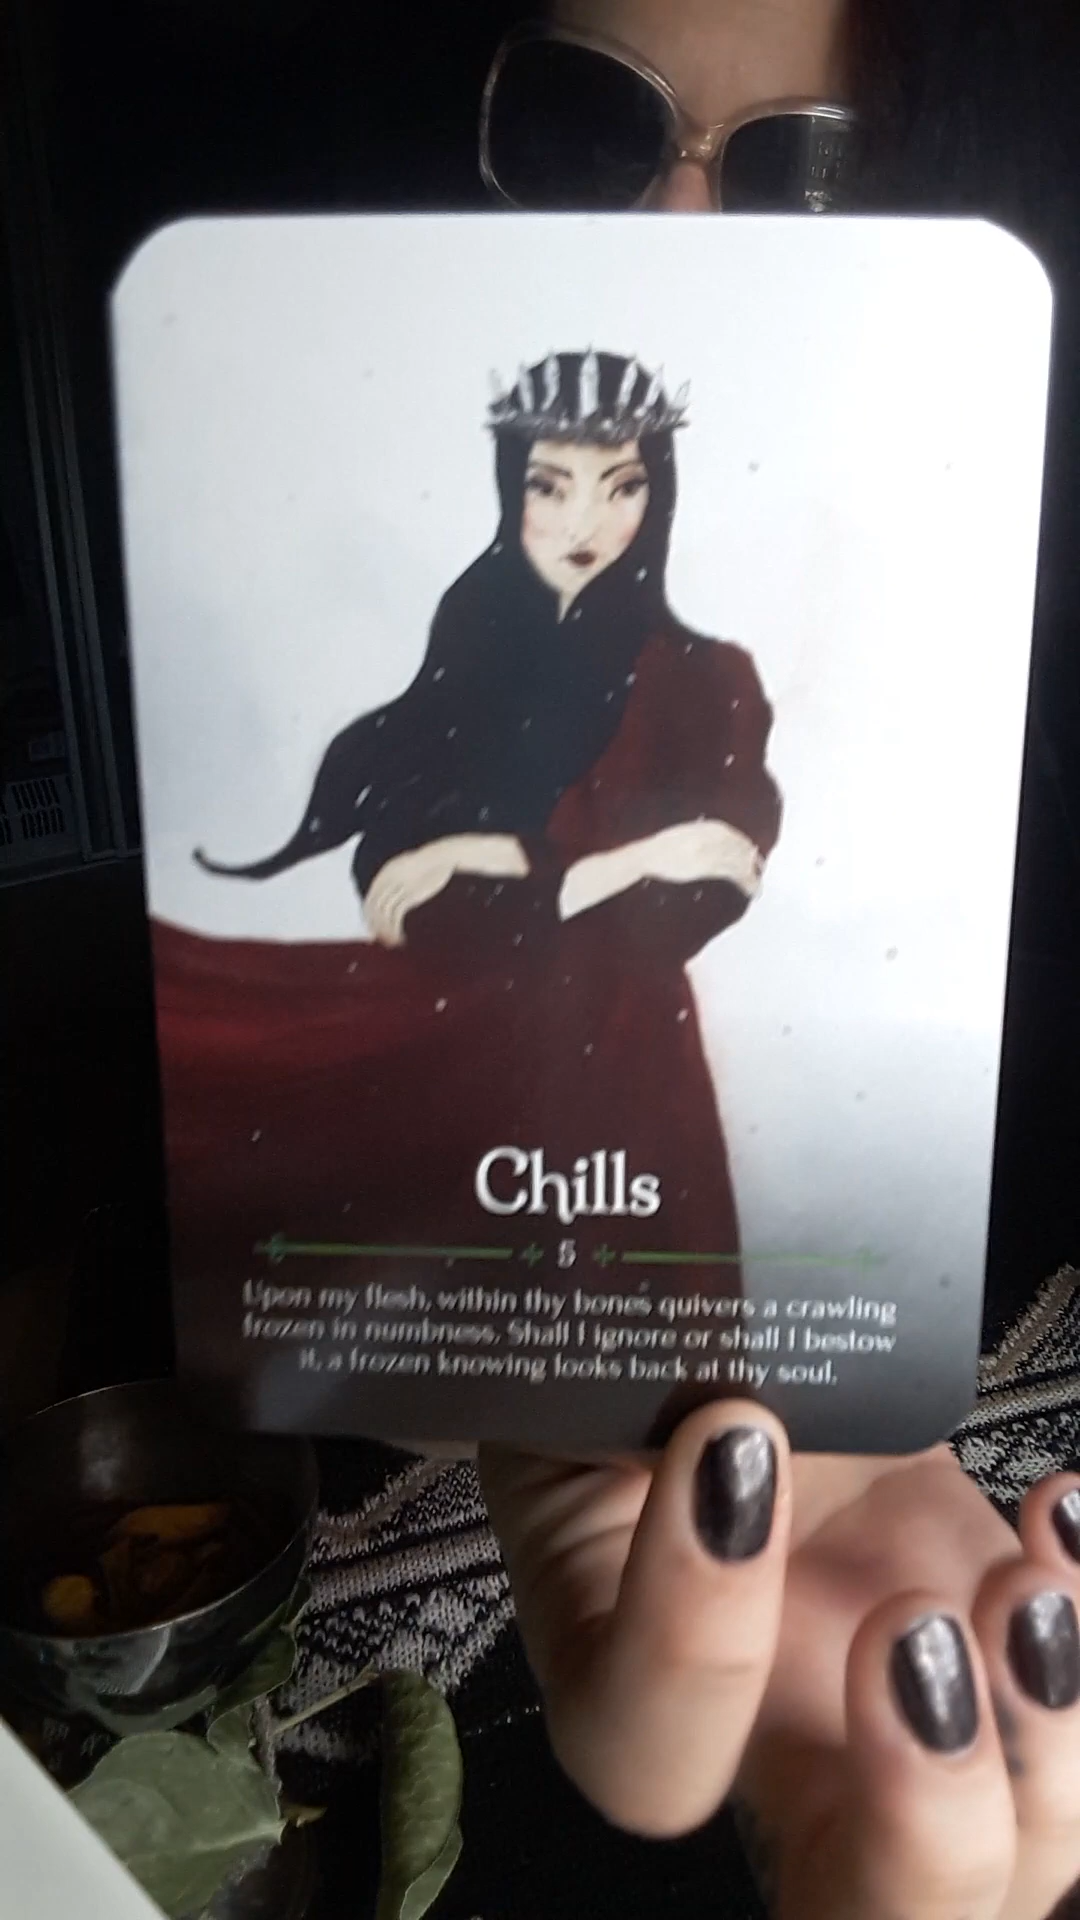 Chills
5
Upon my flesh, within thy bones quivers a crawling
frozen in numbness. Shall I ignore or shall I bestow
it, a frozen knowing looks back at thy soul.